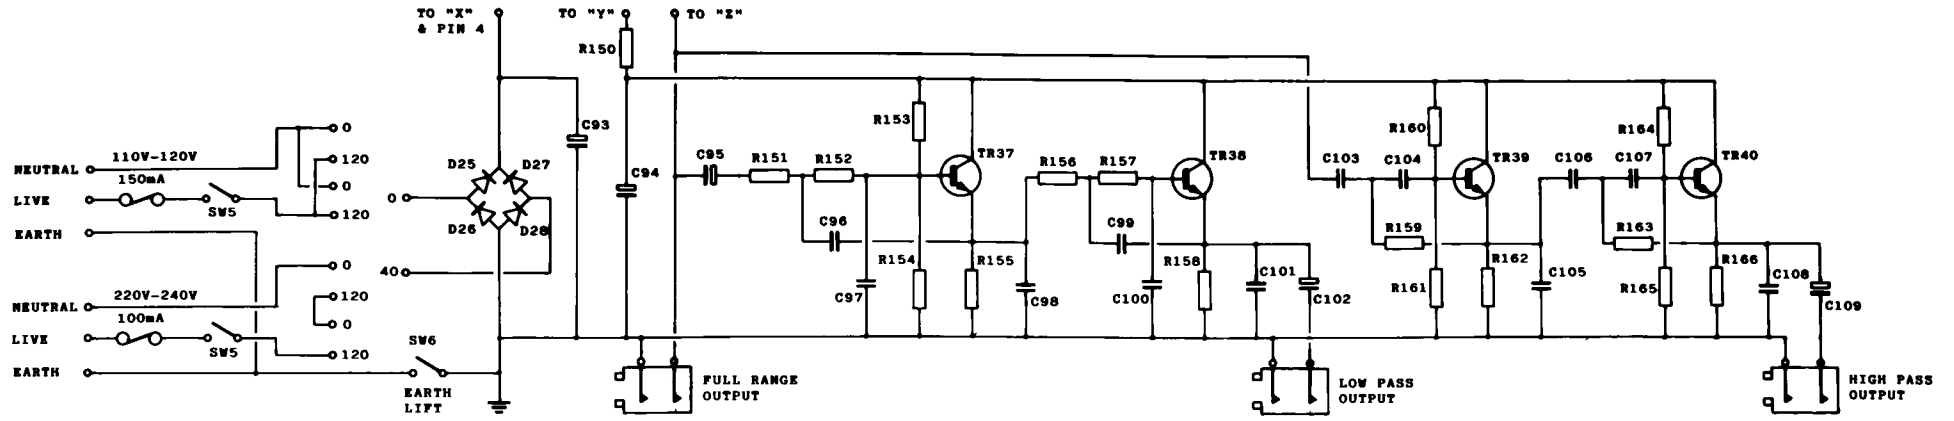 TO "X"
& PIN 4
TO "Y"
TO "Z"
R150
C93
C94
0
120
0
120
NEUTRAL
110V-120V
150mA
LIVE
SW5
EARTH
D25
D27
D26
D28
0
40
0
120
0
120
NEUTRAL
220V-240V
100mA
LIVE
SW5
EARTH
SW6
EARTH
LIFT
C95
R151
R152
R153
TR37
C96
C97
R154
R155
C98
R156
R157
TR38
C99
C100
R158
C101
C102
C103
C104
R160
TR39
R159
R161
R162
C105
C106
C107
R164
TR40
R163
R165
R166
C108
C109
FULL RANGE
OUTPUT
LOW PASS
OUTPUT
HIGH PASS
OUTPUT